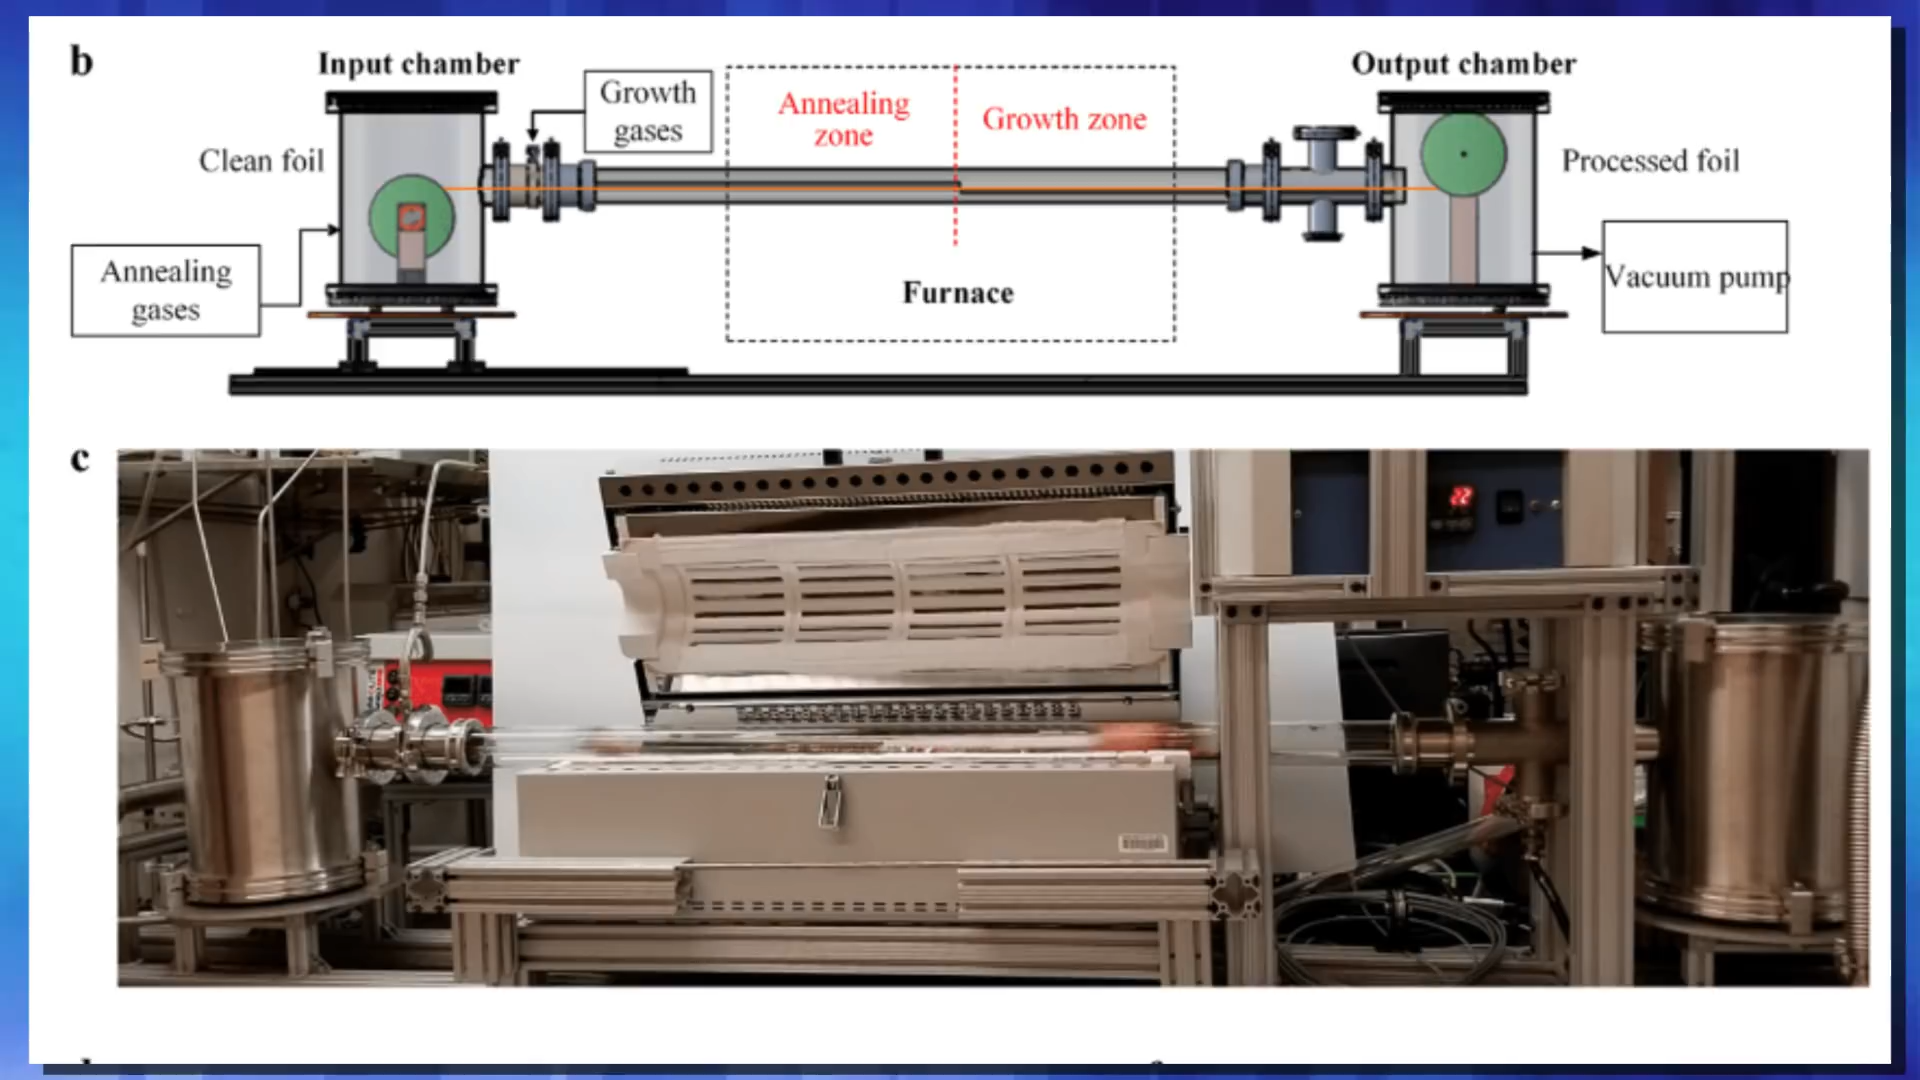 b
Input chamber
Output chamber
Growth
gases
Annealing
zone
Growth zone
Clean foil
Processed foil
Annealing
gases
Furnace
Vacuum pump
c
22